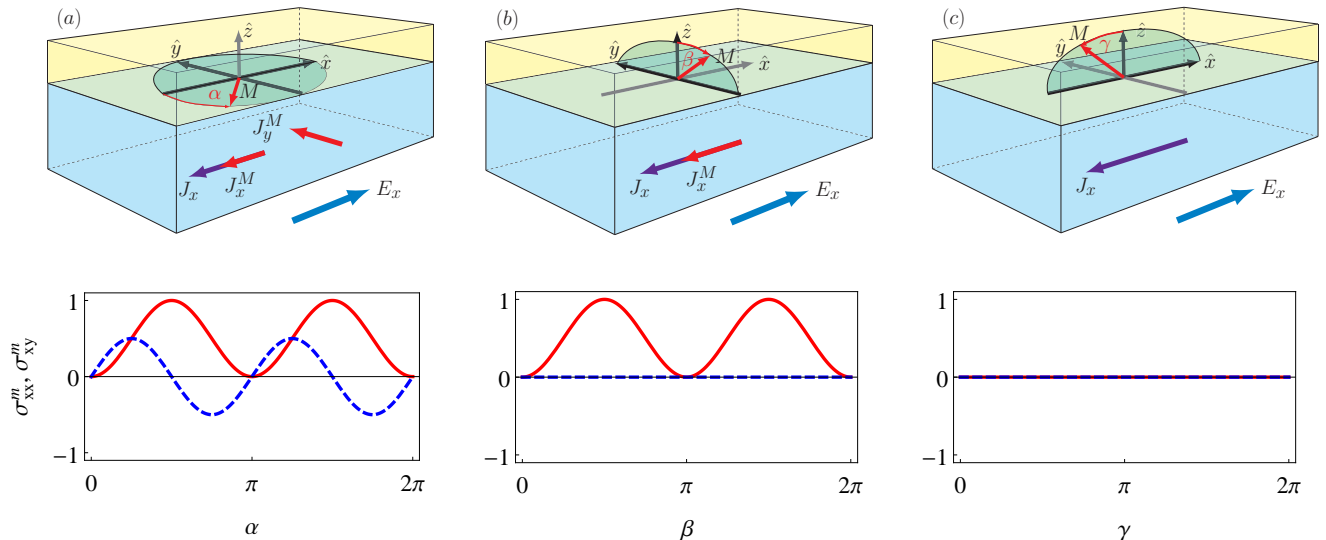 (a)
ẑ
ŷ
x̂
α
M
J_y^M
J_x
J_x^M
E_x
(b)
ẑ
ŷ
M
β
x̂
J_x
J_x^M
E_x
(c)
M
ẑ
γ
ŷ
x̂
J_x
E_x
σ_xx^m, σ_xy^m
1
0
−1
0 π 2π
α
1
0
−1
0 π 2π
β
1
0
−1
0 π 2π
γ